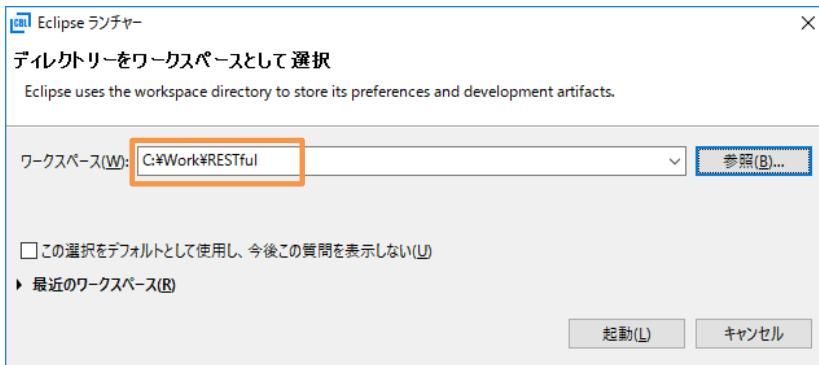 CBL Eclipse ランチャー
ディレクトリーをワークスペースとして選択
Eclipse uses the workspace directory to store its preferences and development artifacts.
ワークスペース(W): C:¥Work¥RESTful 参照(B)...
この選択をデフォルトとして使用し、今後この質問を表示しない(U)
最近のワークスペース(R)
起動(L) キャンセル